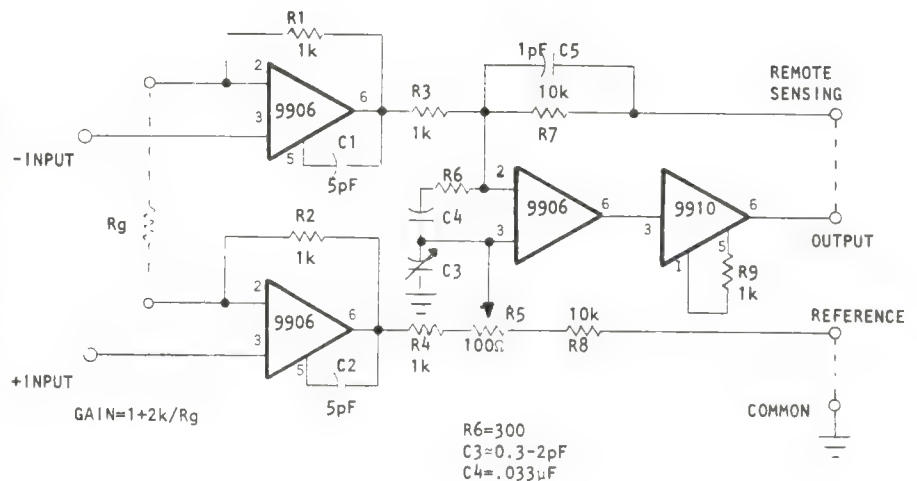 R1
1k
2
9906
6
3
5
C1
5pF
-INPUT
R3
1k
1pF C5
10k
R7
REMOTE
SENSING
R6
C4
2
9906
6
3
C3
3
9910
6
5
1
R9
1k
OUTPUT
Rg
R2
1k
2
9906
6
3
5
C2
5pF
+INPUT
R4
1k
R5
100Ω
10k
R8
REFERENCE
COMMON
GAIN=1+2k/Rg
R6=300
C3≈0.3-2pF
C4=.033μF